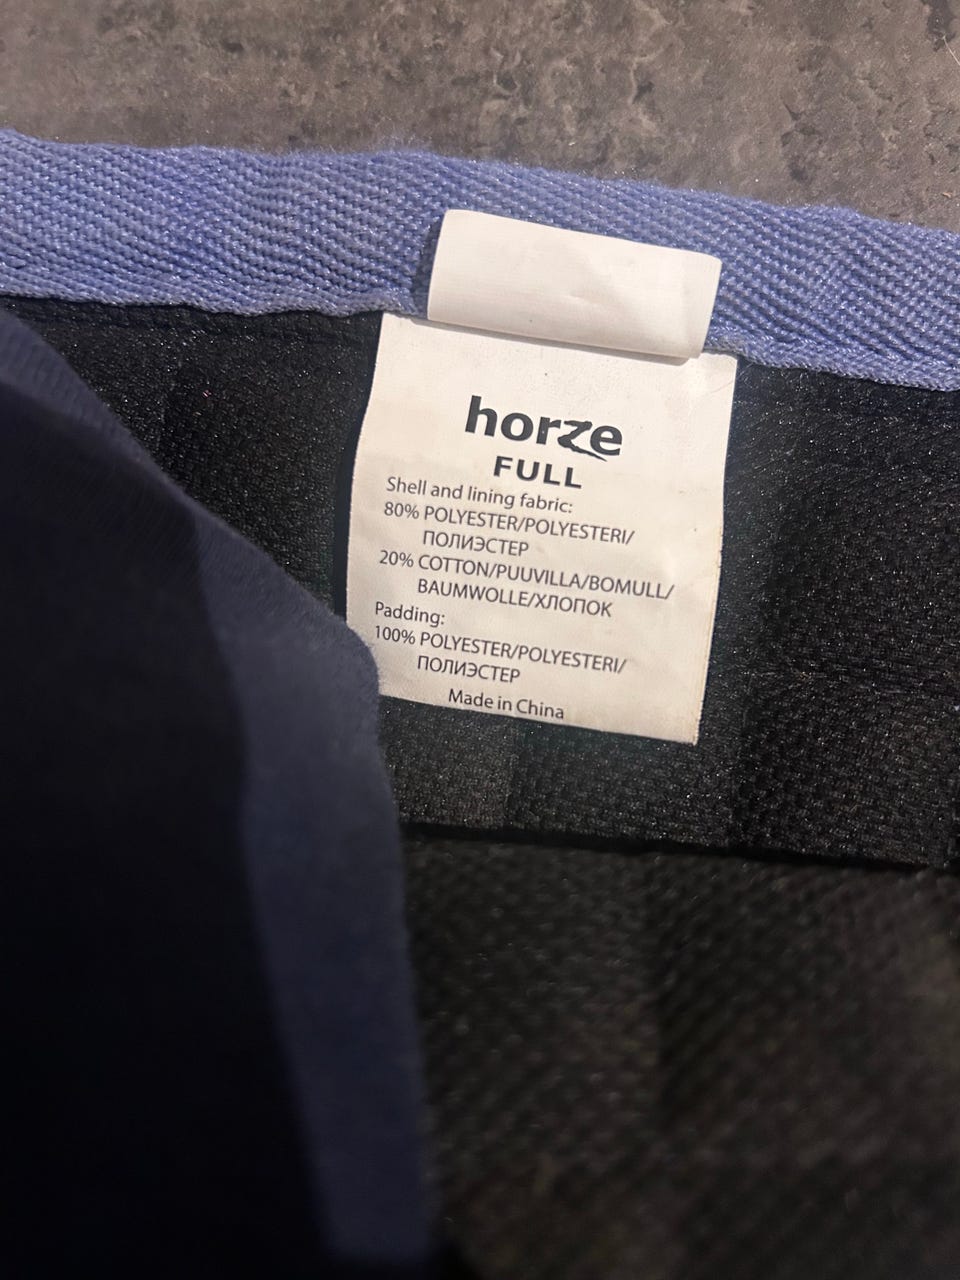 horze
FULL
Shell and lining fabric:
80% POLYESTER/POLYESTERI/
ПОЛИЭСТЕР
20% COTTON/PUUVILLA/BOMULL/
BAUMWOLLE/ХЛОПОК
Padding:
100% POLYESTER/POLYESTERI/
ПОЛИЭСТЕР
Made in China